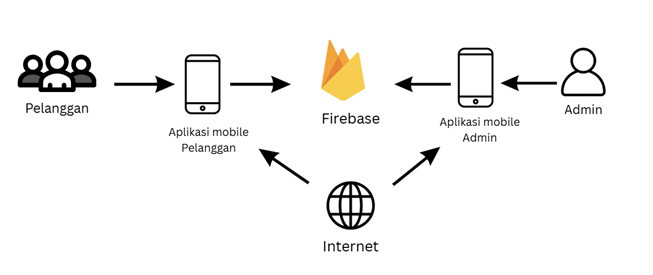 Pelanggan
Aplikasi mobile
Pelanggan
Firebase
Aplikasi mobile
Admin
Admin
Internet